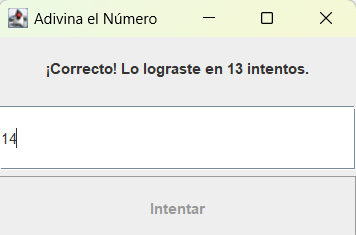 Adivina el Número
¡Correcto! Lo lograste en 13 intentos.
14
Intentar